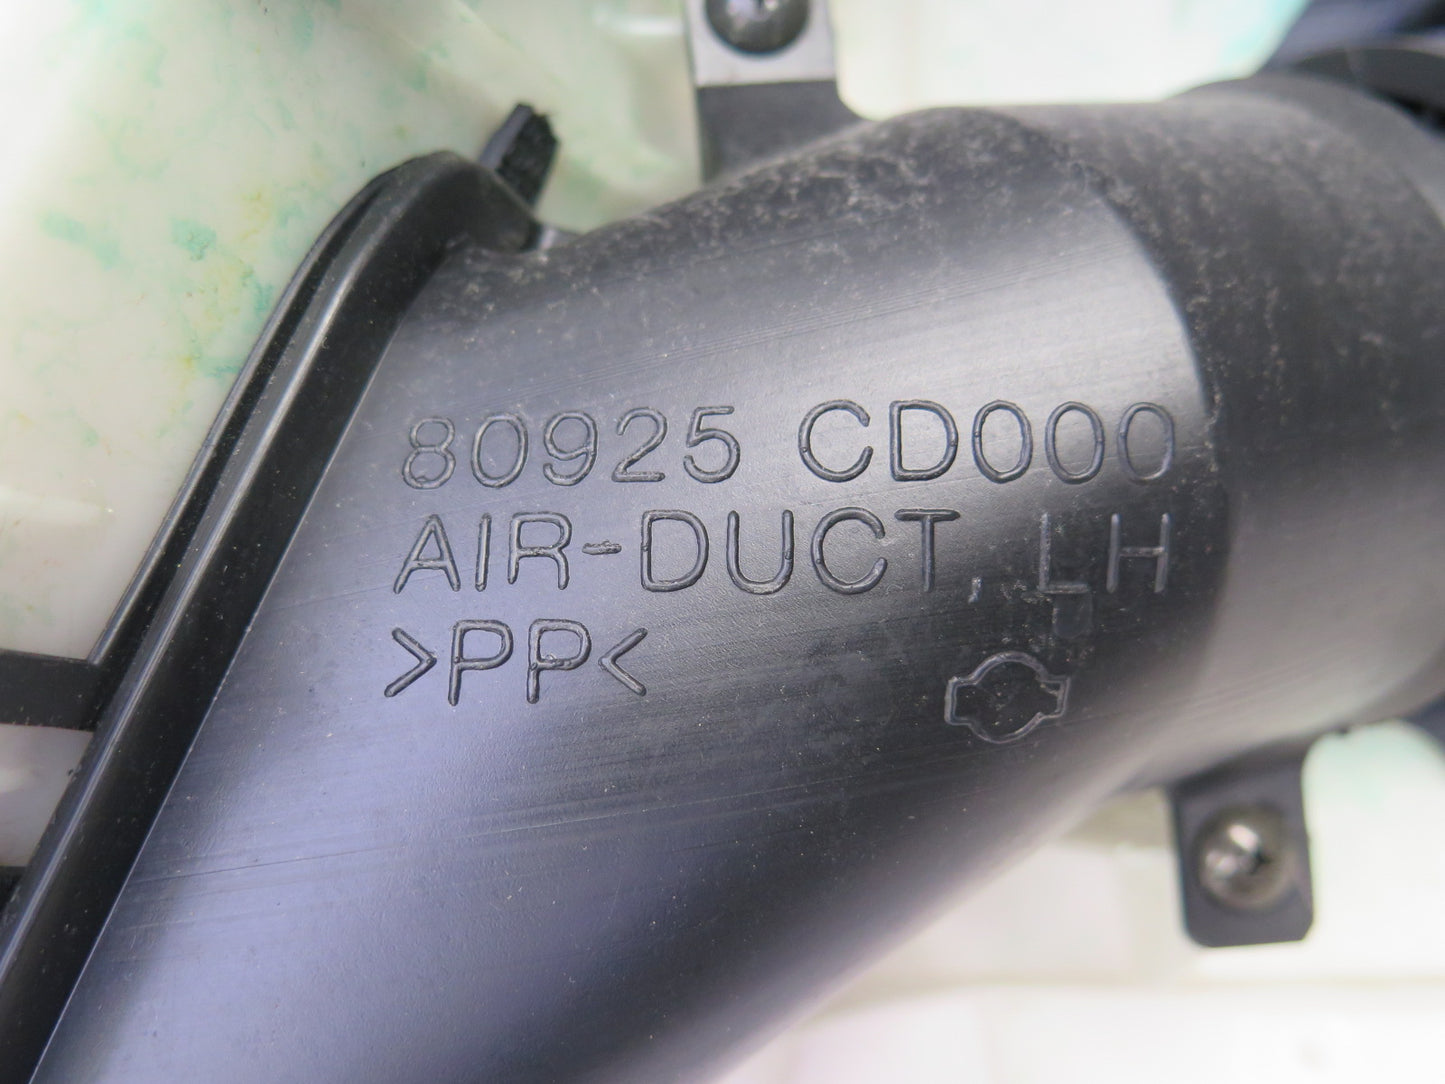 80925 CD000
AIR-DUCT, LH
>PP<